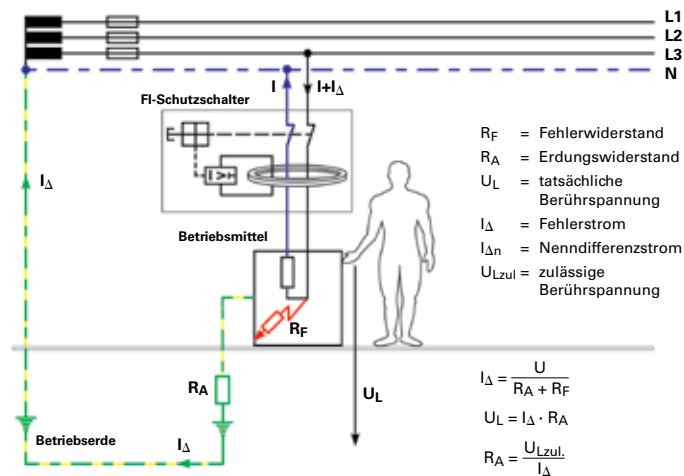 L1
L2
L3
N
I
I+IΔ
FI-Schutzschalter
I>
IΔ
Betriebsmittel
RF
RA
UL
Betriebserde
IΔ
RF = Fehlerwiderstand
RA = Erdungswiderstand
UL = tatsächliche
Berührspannung
IΔ = Fehlerstrom
IΔn = Nenndifferenzstrom
ULzul = zulässige
Berührspannung
IΔ = U / RA + RF
UL = IΔ · RA
RA = ULzul. / IΔ